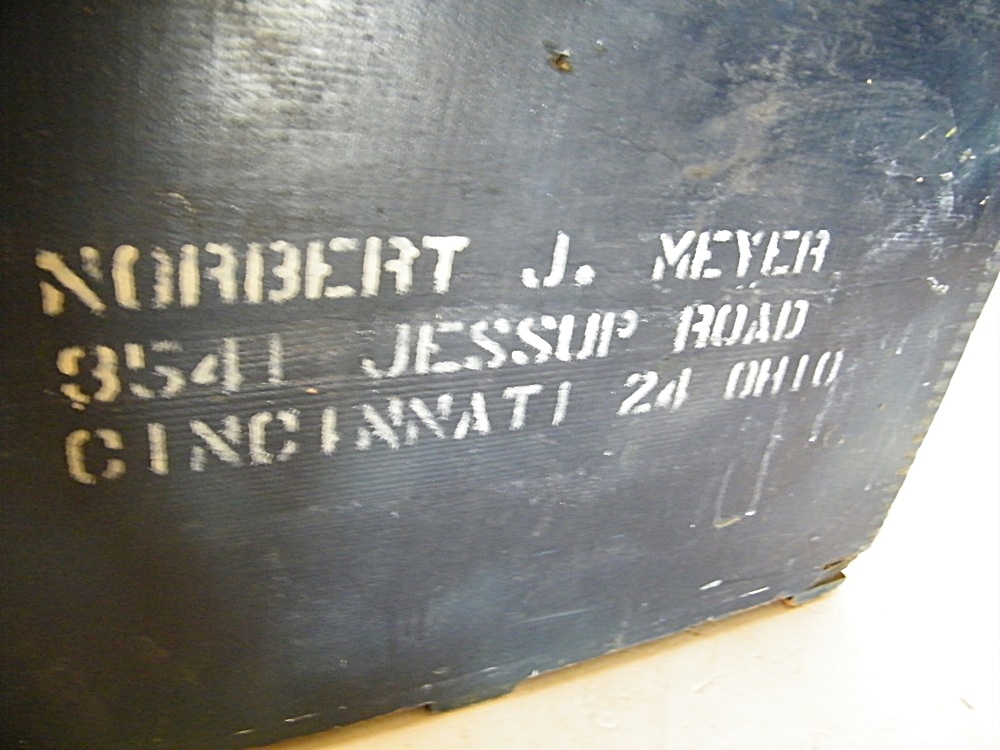 NORBERT J. MEYER
3541 JESSUP ROAD
CINCINNATI 24 OHIO